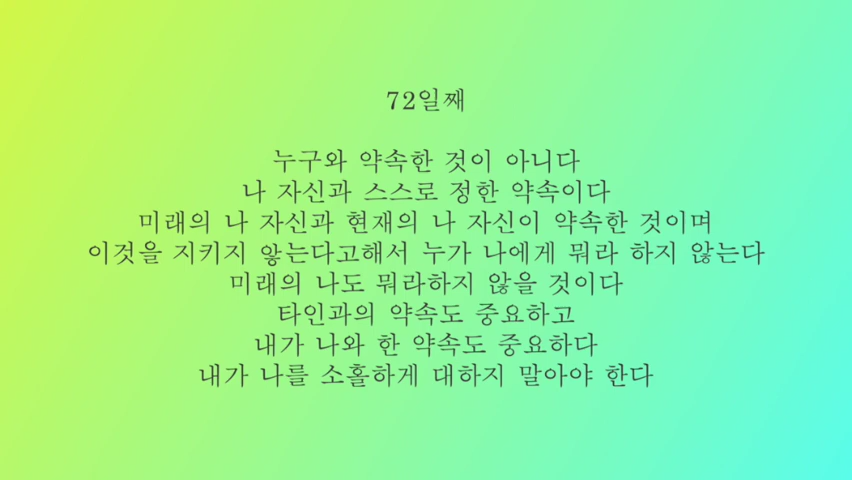 72일째
누구와 약속한 것이 아니다
나 자신과 스스로 정한 약속이다
미래의 나 자신과 현재의 나 자신이 약속한 것이며
이것을 지키지 앟는다고해서 누가 나에게 뭐라 하지 않는다
미래의 나도 뭐라하지 않을 것이다
타인과의 약속도 중요하고
내가 나와 한 약속도 중요하다
내가 나를 소홀하게 대하지 말아야 한다